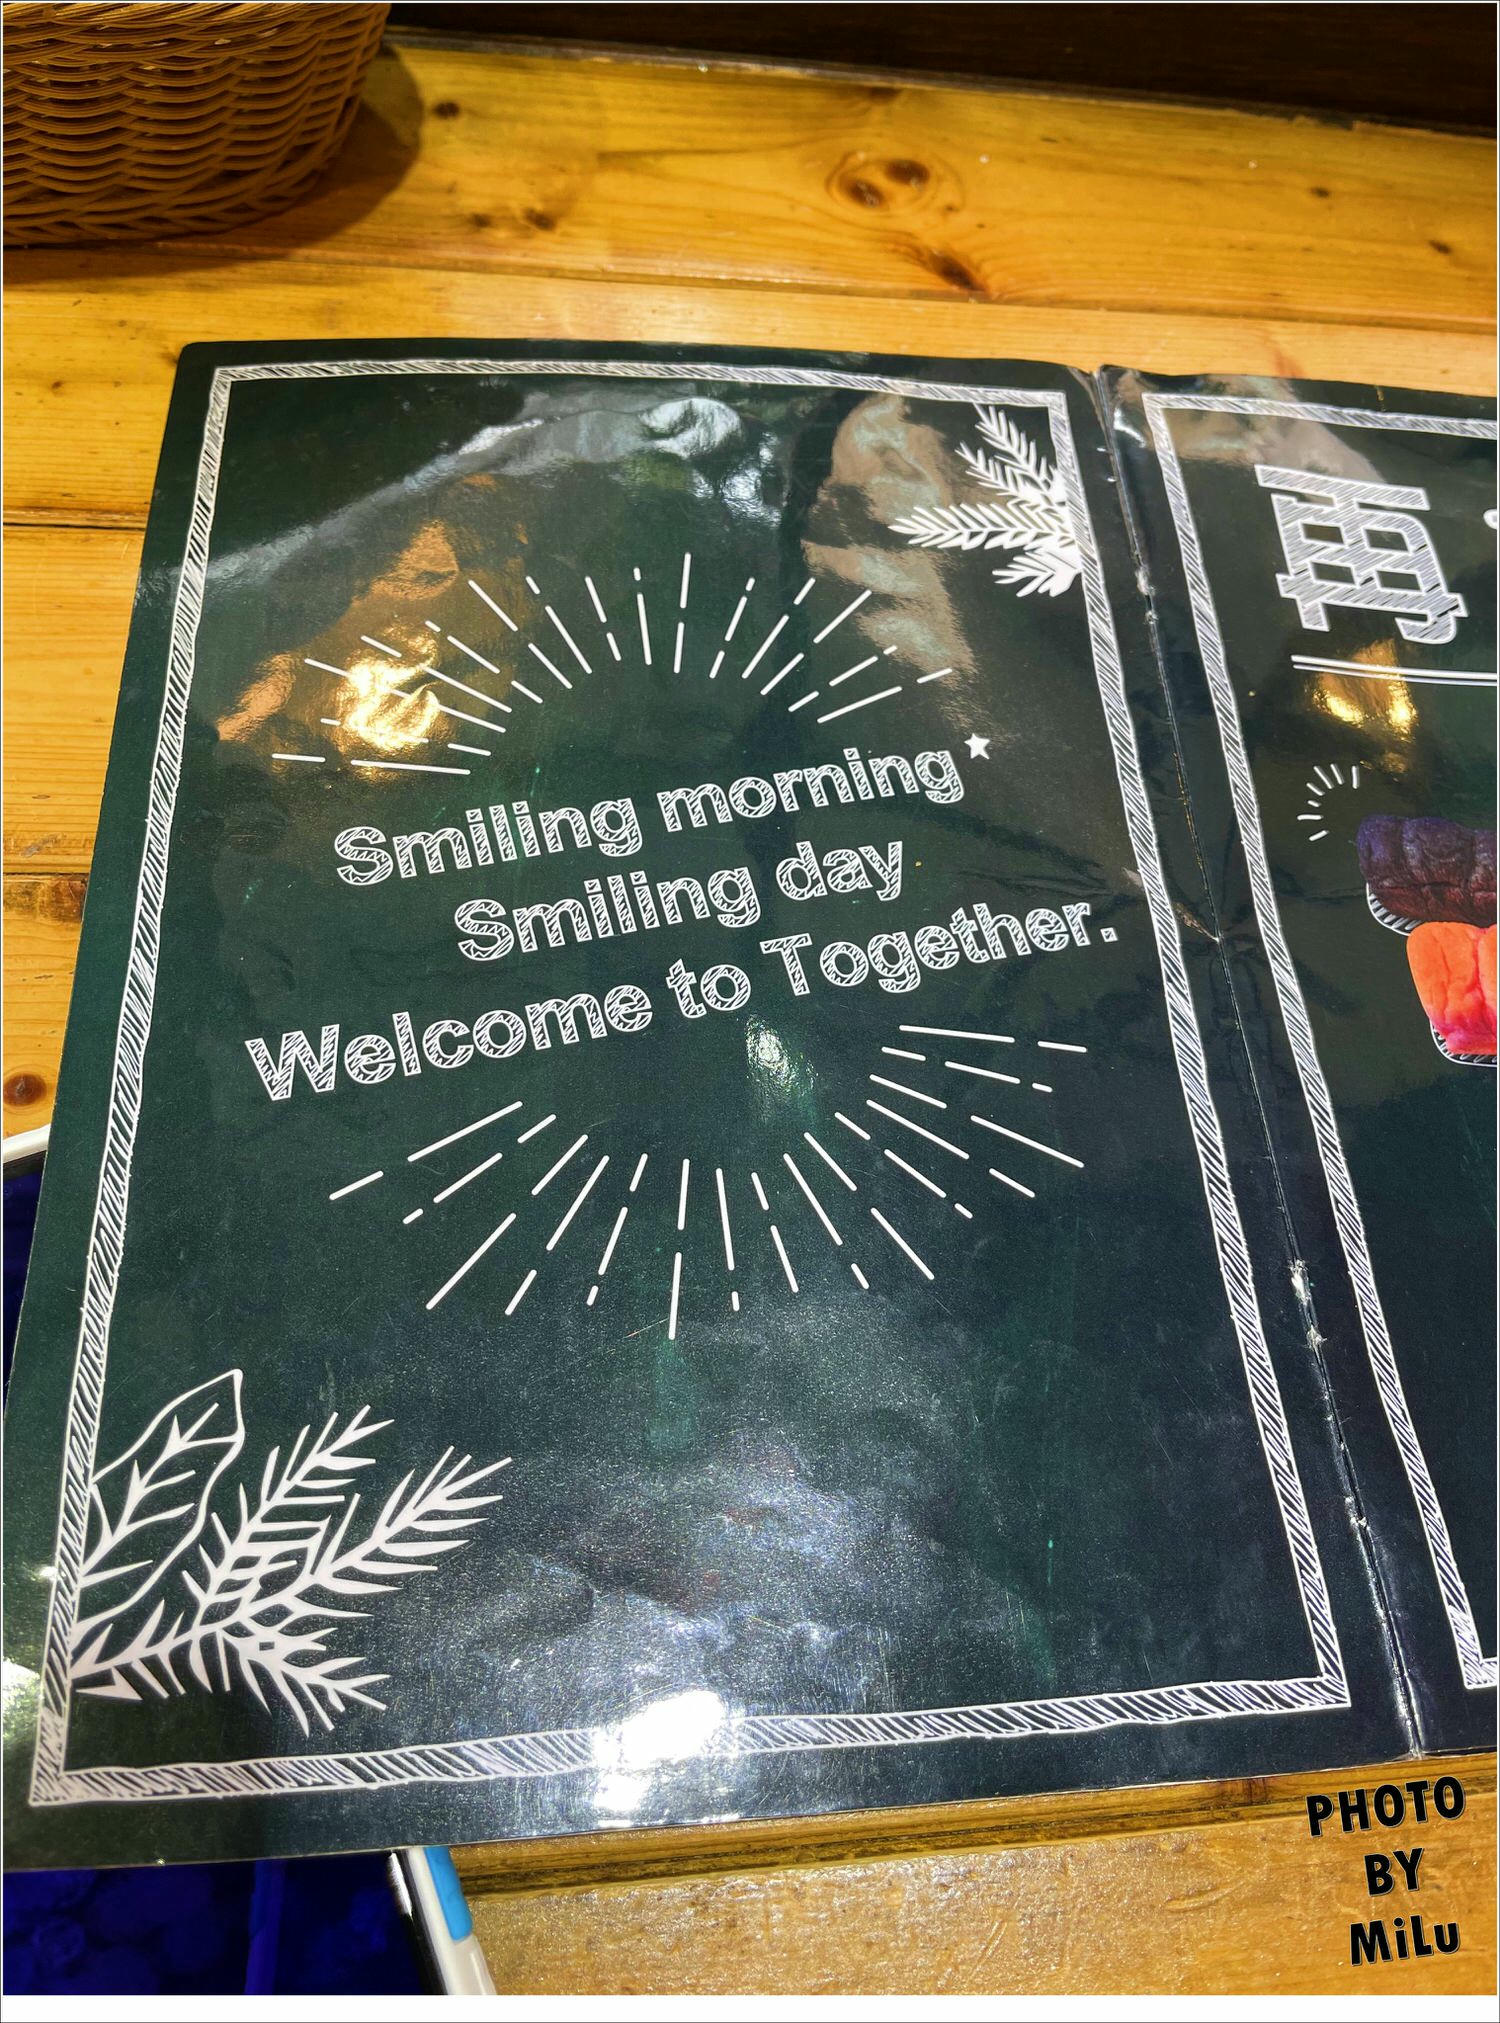 Smiling morning
Smiling day
Welcome to Together.
PHOTO
BY
MiLu